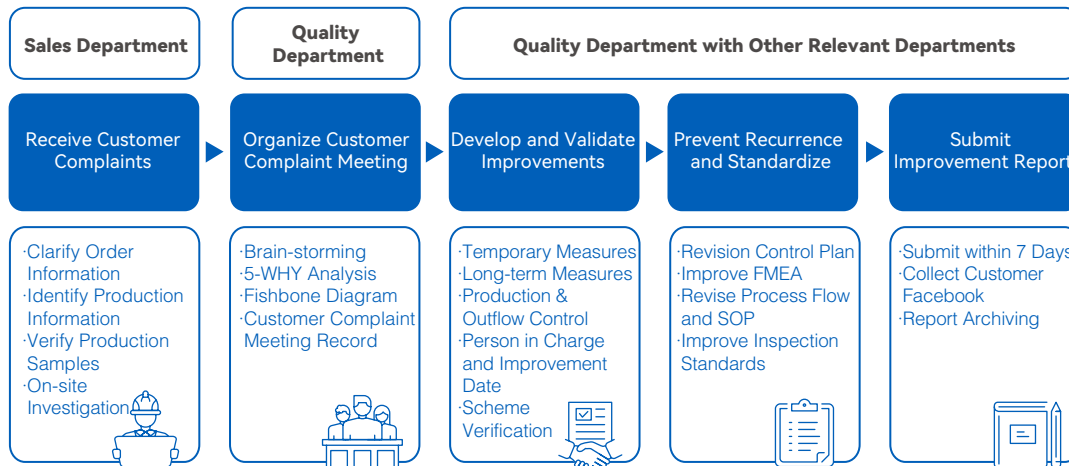 Sales Department
Quality
Department
Quality Department with Other Relevant Departments
Receive Customer
Complaints
Organize Customer
Complaint Meeting
Develop and Validate
Improvements
Prevent Recurrence
and Standardize
Submit
Improvement Report
·Clarify Order
Information
·Identify Production
Information
·Verify Production
Samples
·On-site
Investigation
·Brain-storming
·5-WHY Analysis
·Fishbone Diagram
·Customer Complaint
Meeting Record
·Temporary Measures
·Long-term Measures
·Production &
Outflow Control
·Person in Charge
and Improvement
Date
·Scheme
Verification
·Revision Control Plan
·Improve FMEA
·Revise Process Flow
and SOP
·Improve Inspection
Standards
·Submit within 7 Days
·Collect Customer
Facebook
·Report Archiving